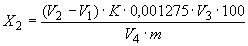 X₂ = (V₂ – V₁) · K · 0,001275 · V₃ · 100 / V₄ · m